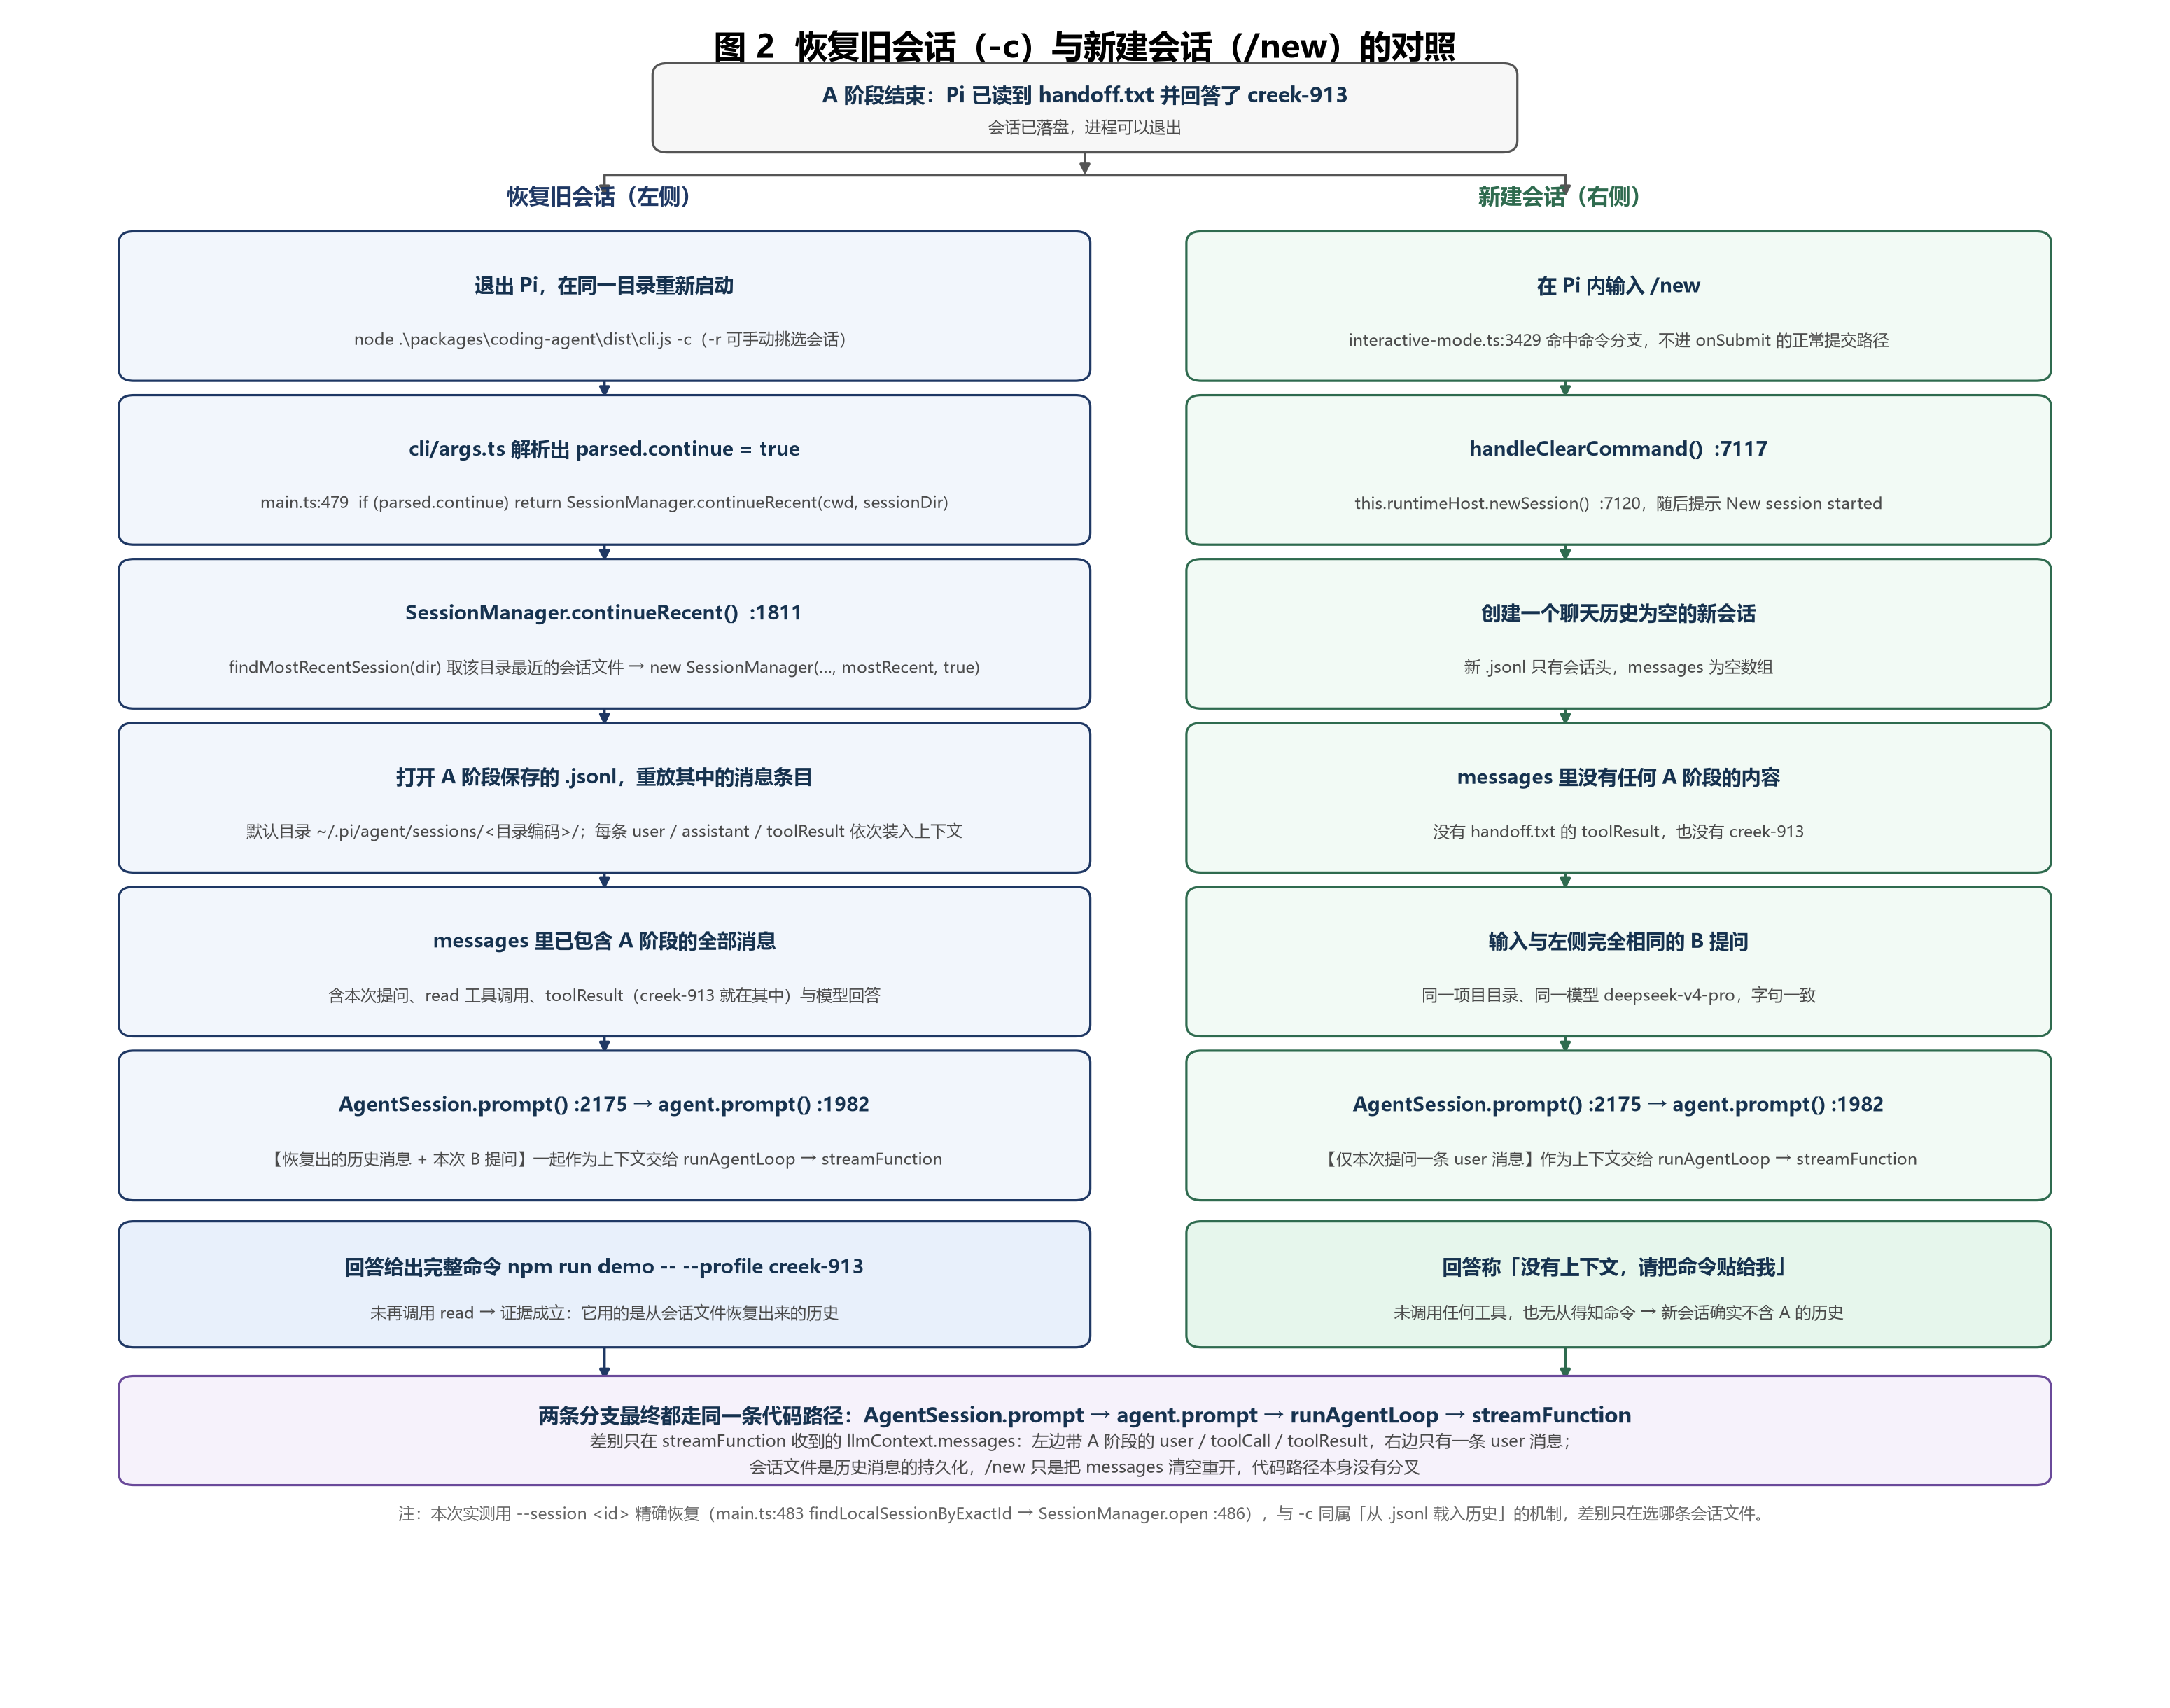 图 2 恢复旧会话（-c）与新建会话（/new）的对照
A 阶段结束：Pi 已读到 handoff.txt 并回答了 creek-913
会话已落盘，进程可以退出
恢复旧会话（左侧）
退出 Pi，在同一目录重新启动
node .\packages\coding-agent\dist\cli.js -c（-r 可手动挑选会话）
cli/args.ts 解析出 parsed.continue = true
main.ts:479 if (parsed.continue) return SessionManager.continueRecent(cwd, sessionDir)
SessionManager.continueRecent() :1811
findMostRecentSession(dir) 取该目录最近的会话文件 → new SessionManager(..., mostRecent, true)
打开 A 阶段保存的 .jsonl，重放其中的消息条目
默认目录 ~/.pi/agent/sessions/<目录编码>/；每条 user / assistant / toolResult 依次装入上下文
messages 里已包含 A 阶段的全部消息
含本次提问、read 工具调用、toolResult（creek-913 就在其中）与模型回答
AgentSession.prompt() :2175 → agent.prompt() :1982
【恢复出的历史消息 + 本次 B 提问】一起作为上下文交给 runAgentLoop → streamFunction
回答给出完整命令 npm run demo -- --profile creek-913
未再调用 read → 证据成立：它用的是从会话文件恢复出来的历史
新建会话（右侧）
在 Pi 内输入 /new
interactive-mode.ts:3429 命中命令分支，不进 onSubmit 的正常提交路径
handleClearCommand() :7117
this.runtimeHost.newSession() :7120，随后提示 New session started
创建一个聊天历史为空的新会话
新 .jsonl 只有会话头，messages 为空数组
messages 里没有任何 A 阶段的内容
没有 handoff.txt 的 toolResult，也没有 creek-913
输入与左侧完全相同的 B 提问
同一项目目录、同一模型 deepseek-v4-pro，字句一致
AgentSession.prompt() :2175 → agent.prompt() :1982
【仅本次提问一条 user 消息】作为上下文交给 runAgentLoop → streamFunction
回答称「没有上下文，请把命令贴给我」
未调用任何工具，也无从得知命令 → 新会话确实不含 A 的历史
两条分支最终都走同一条代码路径：AgentSession.prompt → agent.prompt → runAgentLoop → streamFunction
差别只在 streamFunction 收到的 llmContext.messages：左边带 A 阶段的 user / toolCall / toolResult，右边只有一条 user 消息；
会话文件是历史消息的持久化，/new 只是把 messages 清空重开，代码路径本身没有分叉
注：本次实测用 --session <id> 精确恢复（main.ts:483 findLocalSessionByExactId → SessionManager.open :486），与 -c 同属「从 .jsonl 载入历史」的机制，差别只在选哪条会话文件。